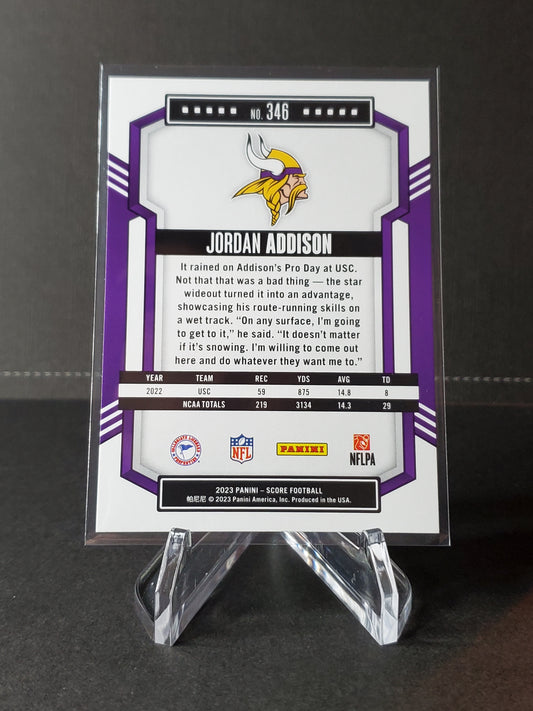 NO. 346
JORDAN ADDISON
It rained on Addison's Pro Day at USC.
Not that that was a bad thing — the star
wideout turned it into an advantage,
showcasing his route-running skills on
a wet track. “On any surface, I'm going
to get to it,” he said. “It doesn't matter
if it's snowing. I'm willing to come out
here and do whatever they want me to.”
YEAR TEAM REC YDS AVG TD
2022 USC 59 875 14.8 8
NCAA TOTALS 219 3134 14.3 29
NFL
PANINI
NFLPA
2023 PANINI – SCORE FOOTBALL
帕尼尼 © 2023 Panini America, Inc. Produced in the USA.